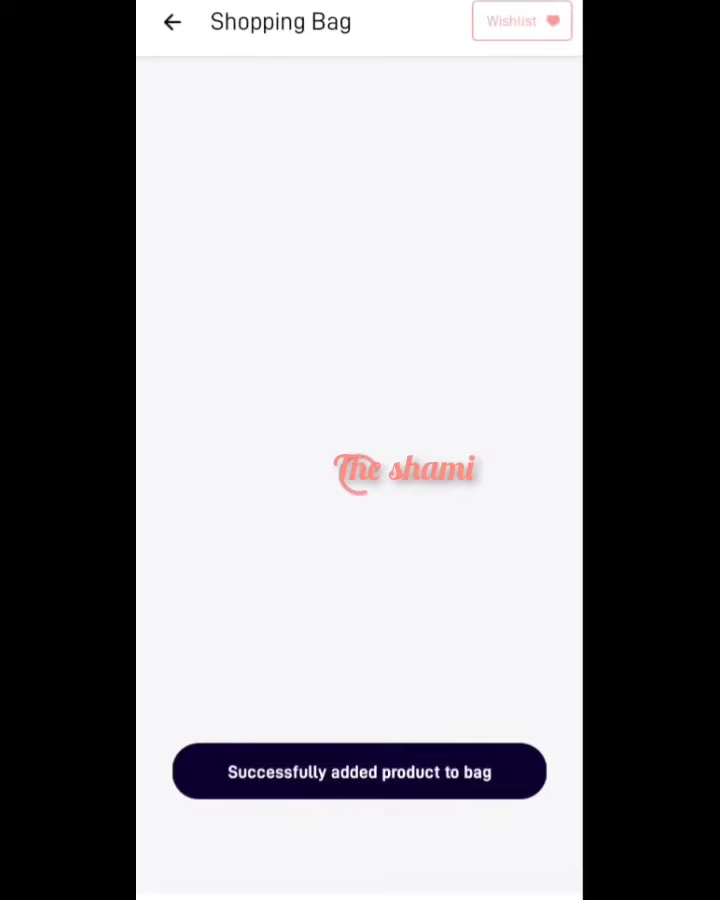 Shopping Bag
Wishlist
The shami
Successfully added product to bag